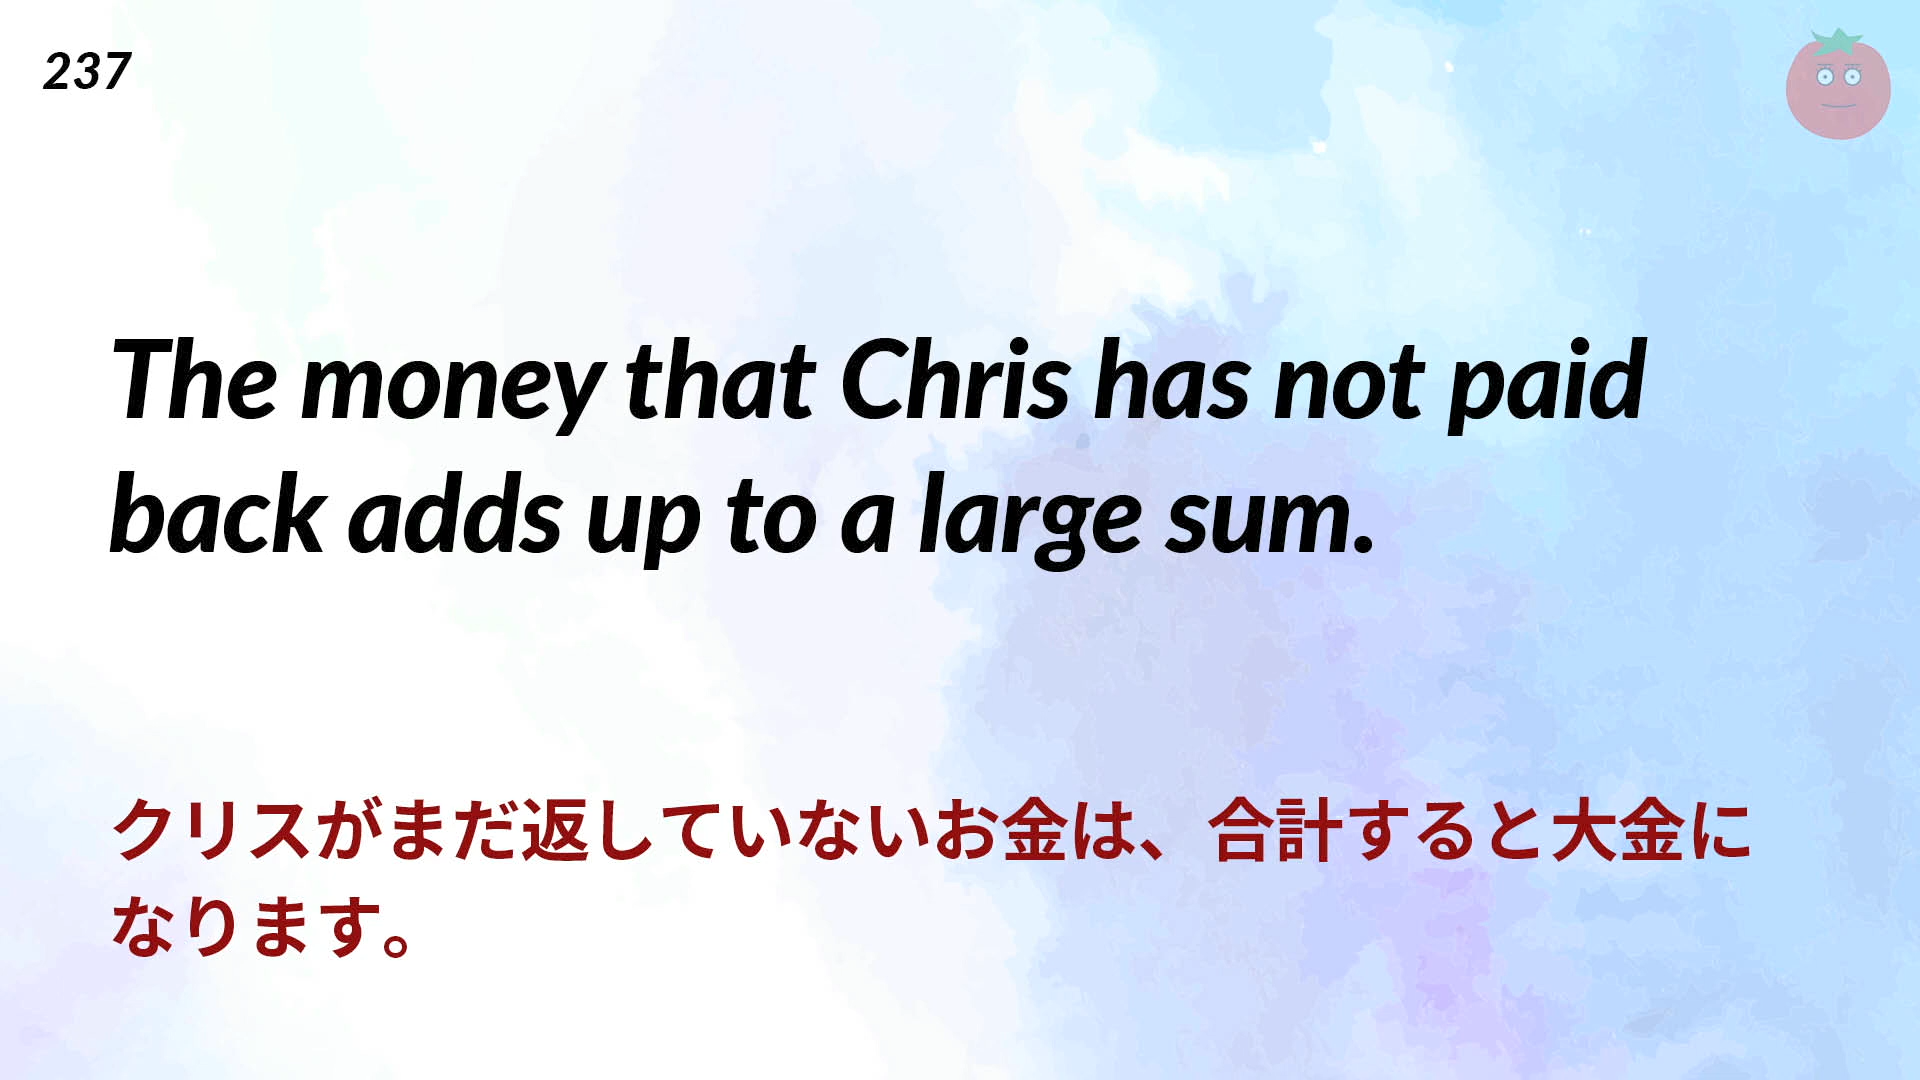 237
The money that Chris has not paid
back adds up to a large sum.
クリスがまだ返していないお金は、合計すると大金に
なります。